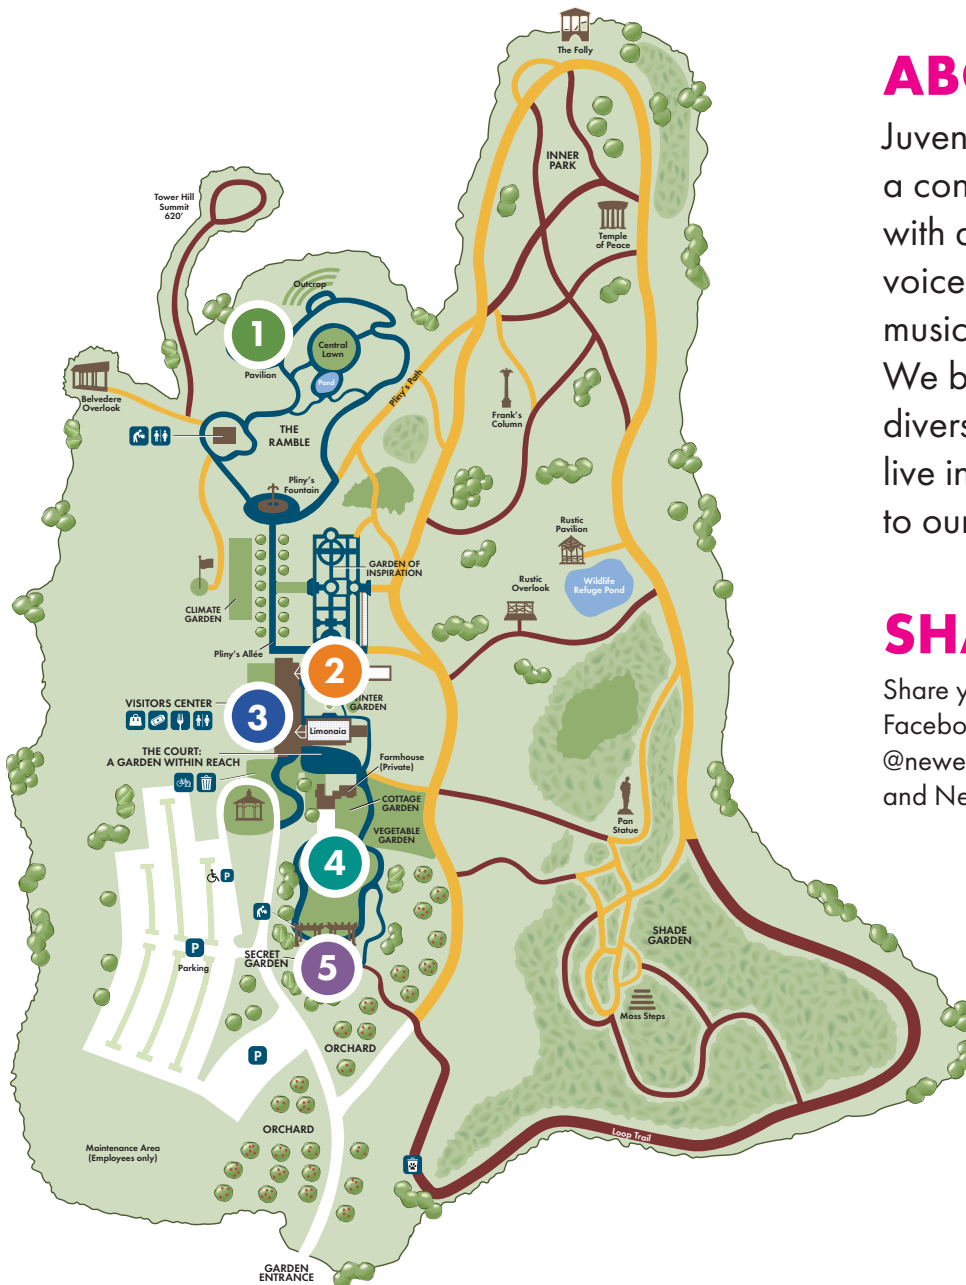 The Folly
INNER
PARK
Tower Hill
Summit
620'
Temple
of Peace
Outcrop
1
Central
Lawn
Pavilion
Pond
Pliny's Path
Belvedere
Overlook
Frank's
Column
THE
RAMBLE
Pliny's
Fountain
Rustic
Pavilion
GARDEN OF
INSPIRATION
Rustic
Overlook
Wildlife
Refuge Pond
CLIMATE
GARDEN
Pliny's Allée
2
WINTER
GARDEN
VISITORS CENTER
3
Limonaia
THE COURT:
A GARDEN WITHIN REACH
Farmhouse
(Private)
COTTAGE
GARDEN
Pan
Statue
VEGETABLE
GARDEN
4
P
SHADE
GARDEN
P
Parking
SECRET
GARDEN
5
Moss Steps
ORCHARD
P
ORCHARD
Loop Trail
Maintenance Area
(Employees only)
GARDEN
ENTRANCE
Juven
a con
with
voice
music
We b
divers
live in
to our
SHA
Share y
Facebo
@newe
and Ne